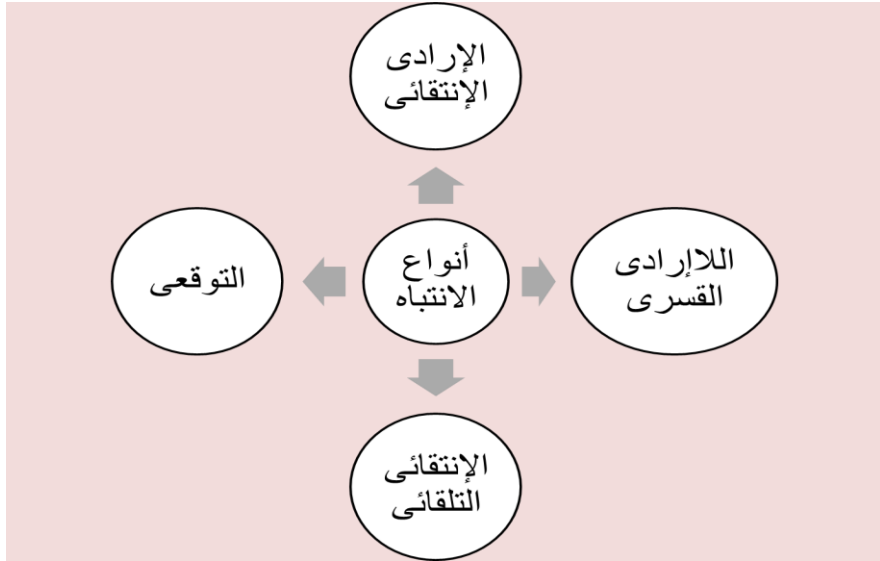 الإرادى
الإنتقائى
أنواع
الانتباه
اللاإرادى
القسرى
التوقعى
الإنتقائى
التلقائى